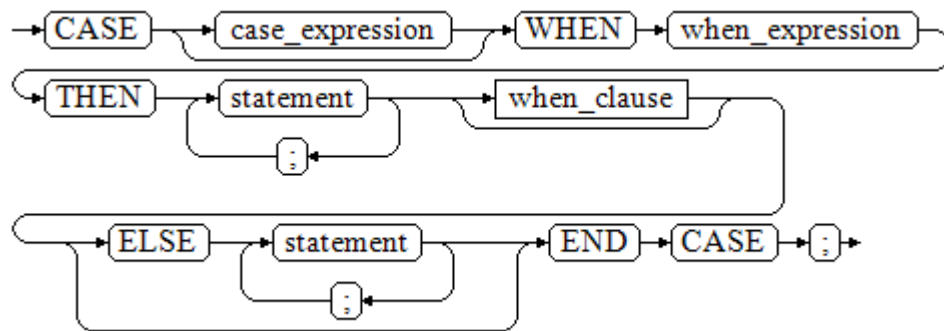 CASE case_expression WHEN when_expression
THEN statement when_clause
;
ELSE statement END CASE ;
;